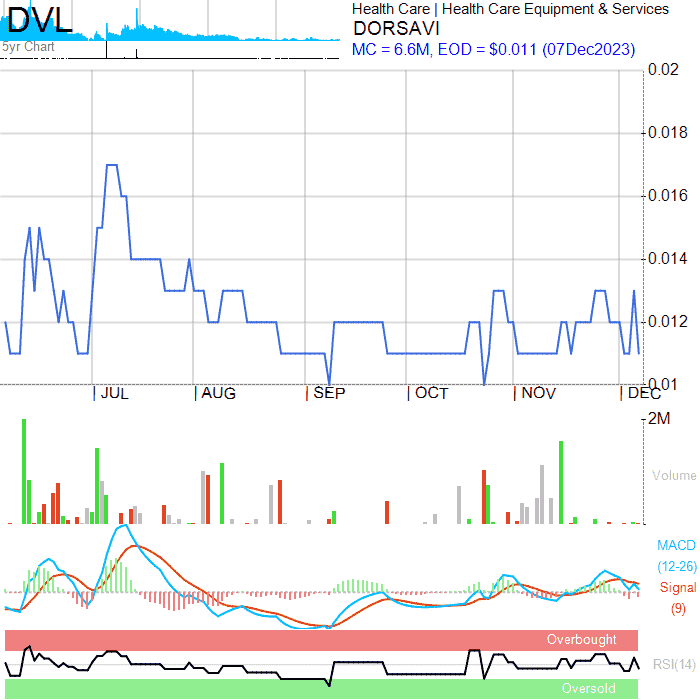 DVL
5yr Chart
Health Care | Health Care Equipment & Services
DORSAVI
MC = 6.6M, EOD = $0.011 (07Dec2023)
0.02
0.018
0.016
0.014
0.012
0.01
JUL
AUG
SEP
OCT
NOV
DEC
2M
Volume
MACD
(12-26)
Signal
(9)
Overbought
RSI(14)
Oversold